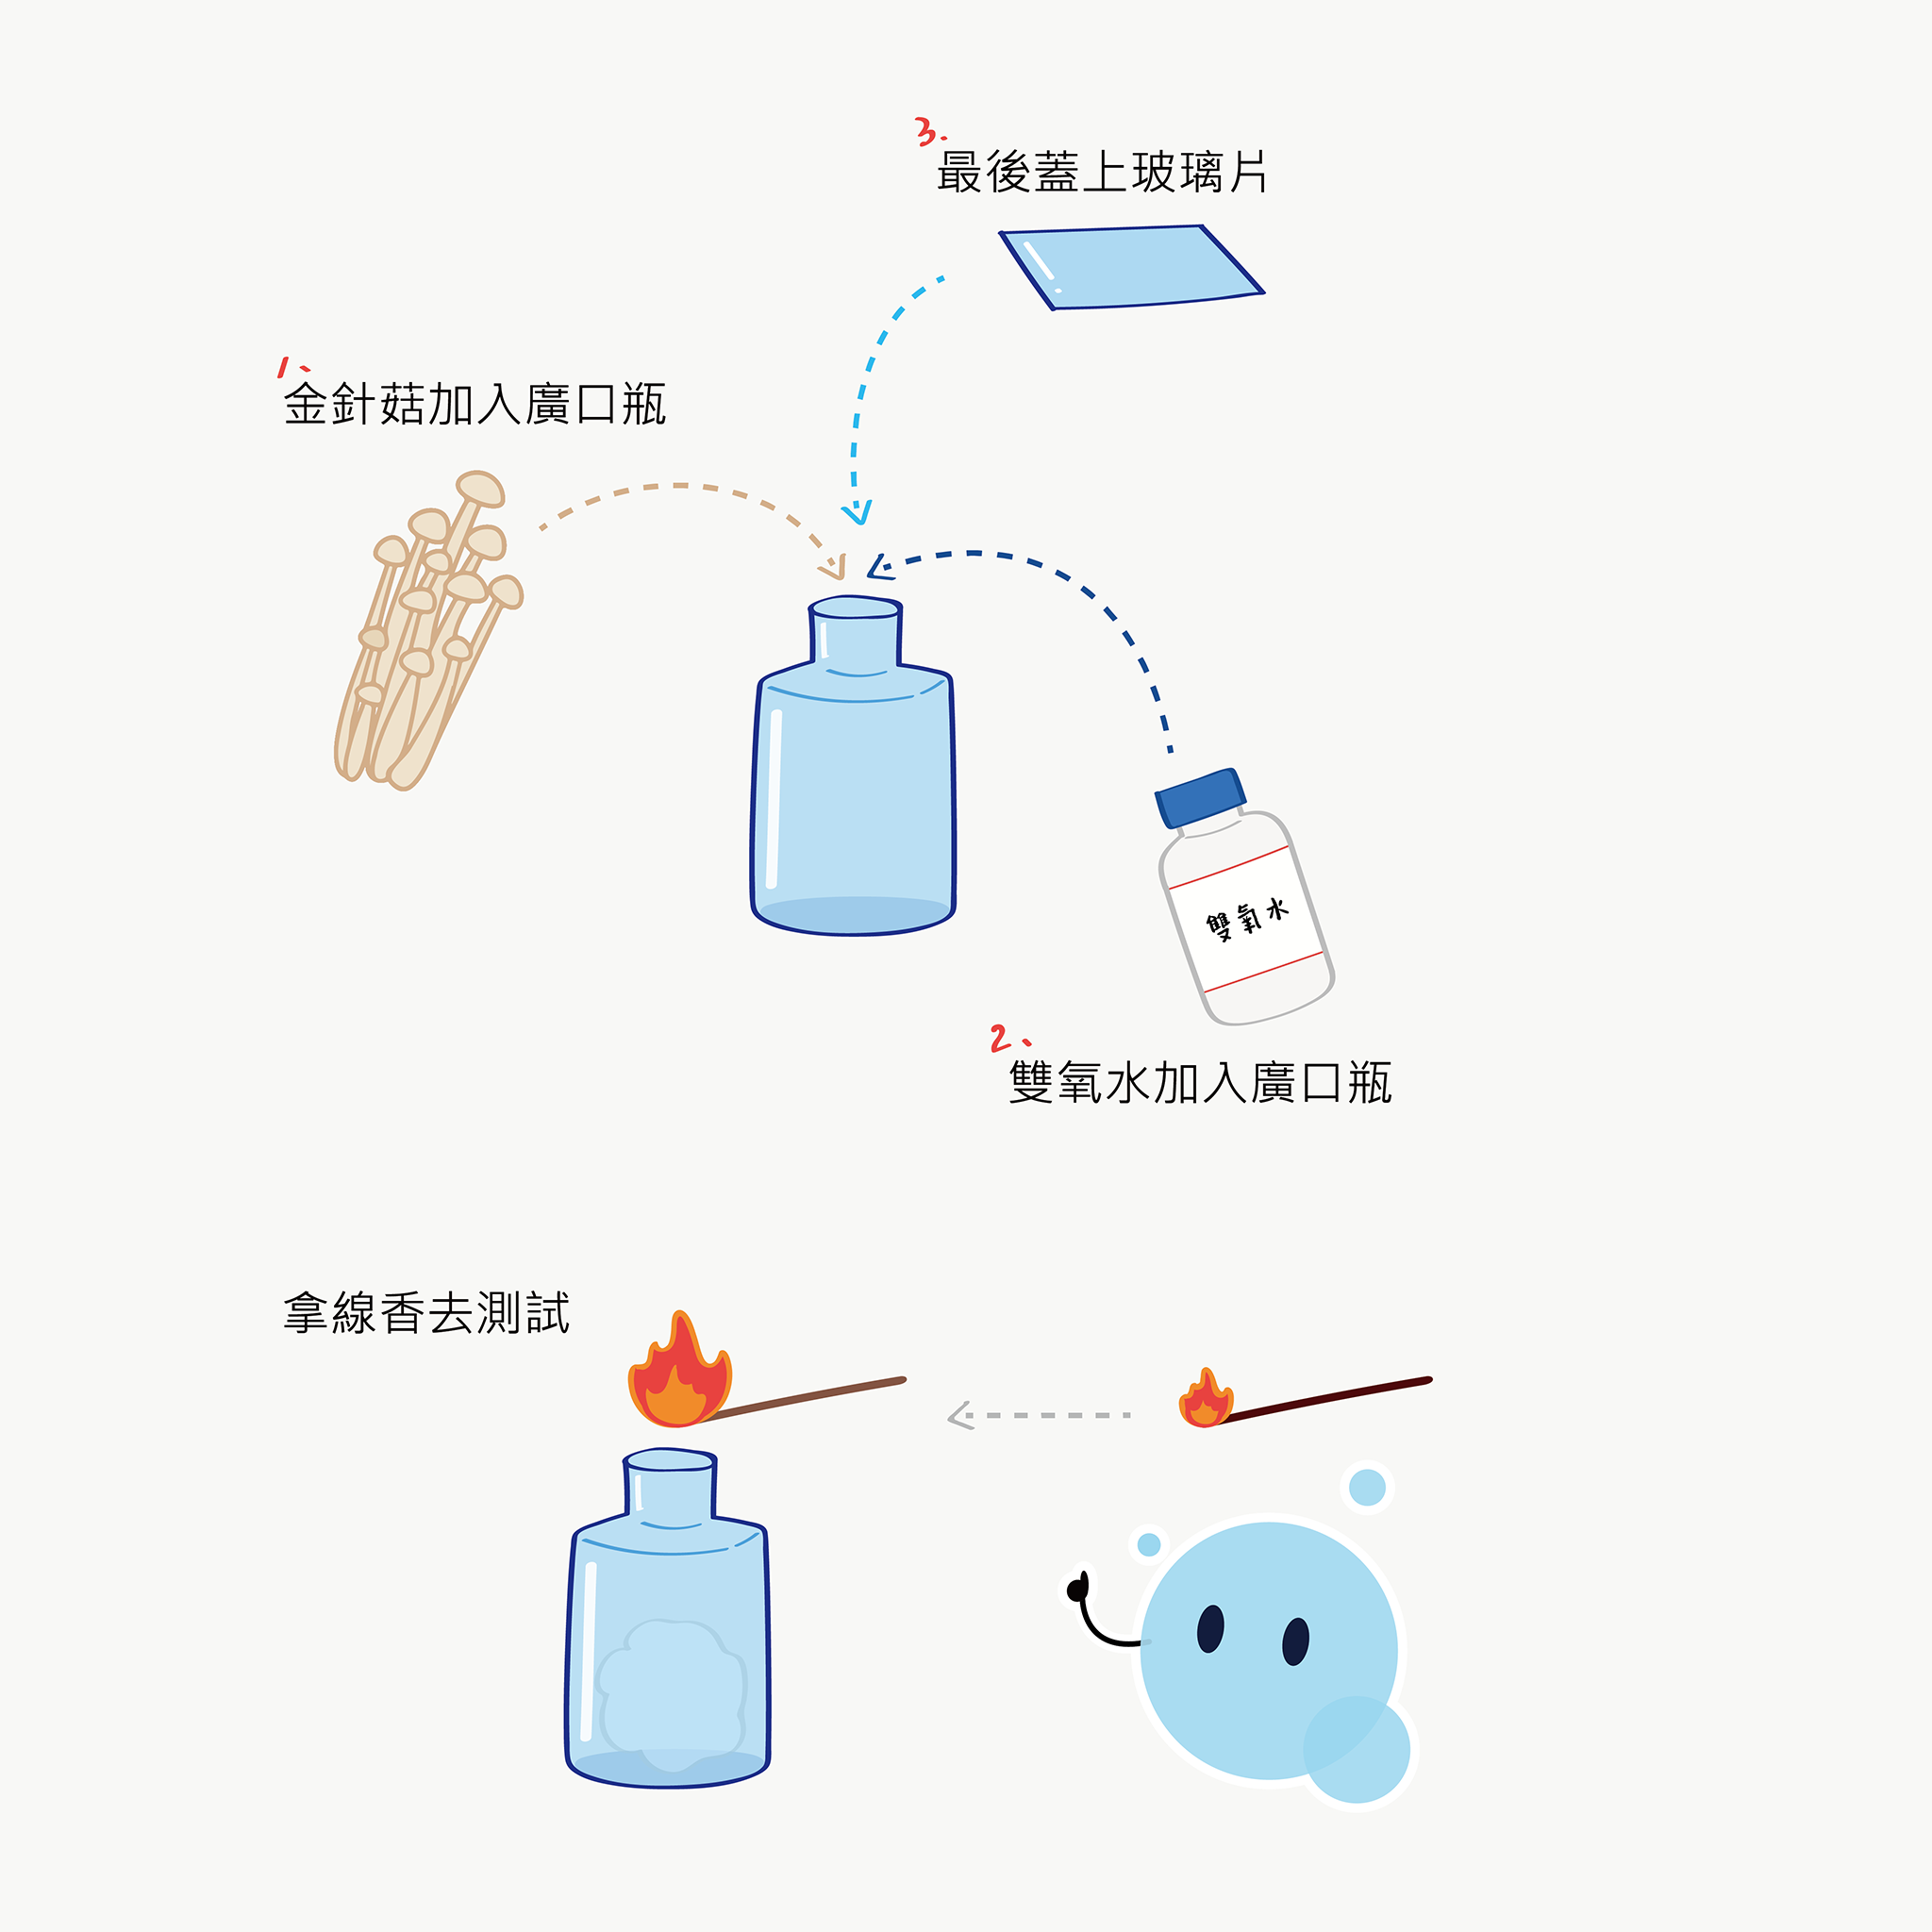 3.
最後蓋上玻璃片
1、
金針菇加入廣口瓶
雙氧水
2、
雙氧水加入廣口瓶
拿線香去測試